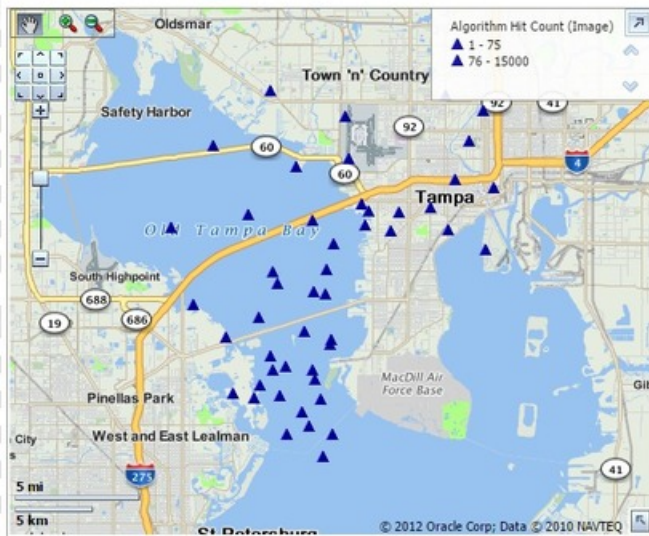 Oldsmar
Algorithm Hit Count (Image)
1 - 75
76 - 15000
Town 'n' Country
Safety Harbor
92
92
41
60
60
4
Tampa
Old Tampa Bay
South Highpoint
688
686
19
MacDill Air
Force Base
Pinellas Park
City
West and East Lealman
275
41
5 mi
5 km
St Petersburg
© 2012 Oracle Corp; Data © 2010 NAVTEQ